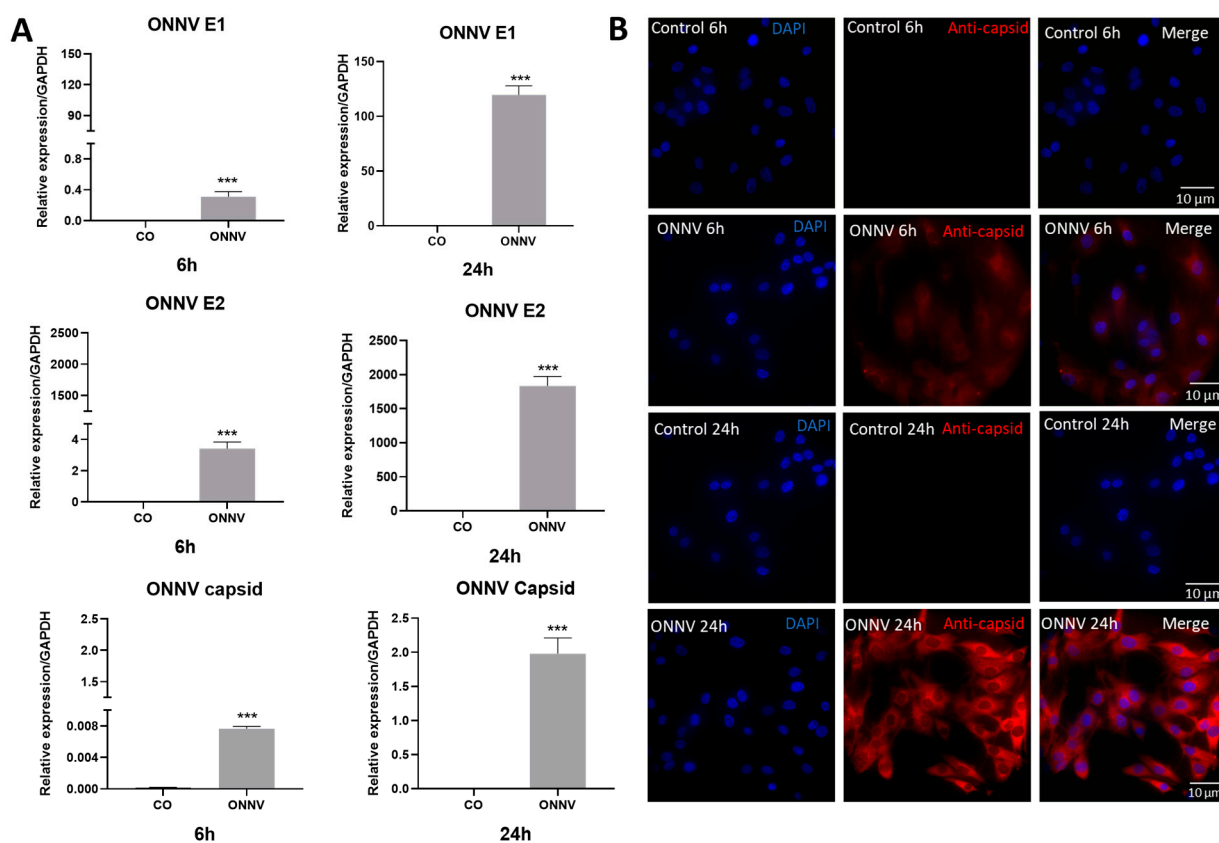 A
ONNV E1
Relative expression/GAPDH
150
120
90
60
30
0.8
0.4
0.0
***
CO
ONNV
6h
ONNV E1
Relative expression/GAPDH
150
100
50
0
***
CO
ONNV
24h
ONNV E2
Relative expression/GAPDH
2500
2000
1500
4
2
0
***
CO
ONNV
6h
ONNV E2
Relative expression/GAPDH
2500
2000
1500
1000
500
0
***
CO
ONNV
24h
ONNV capsid
Relative expression/GAPDH
2.5
2.0
1.5
0.008
0.004
0.000
***
CO
ONNV
6h
ONNV Capsid
Relative expression/GAPDH
2.5
2.0
1.5
1.0
0.5
0.0
***
CO
ONNV
24h
B
Control 6h DAPI
Control 6h Anti-capsid
Control 6h Merge
10 µm
ONNV 6h DAPI
ONNV 6h Anti-capsid
ONNV 6h Merge
10 µm
Control 24h DAPI
Control 24h Anti-capsid
Control 24h Merge
10 µm
ONNV 24h DAPI
ONNV 24h Anti-capsid
ONNV 24h Merge
10 µm